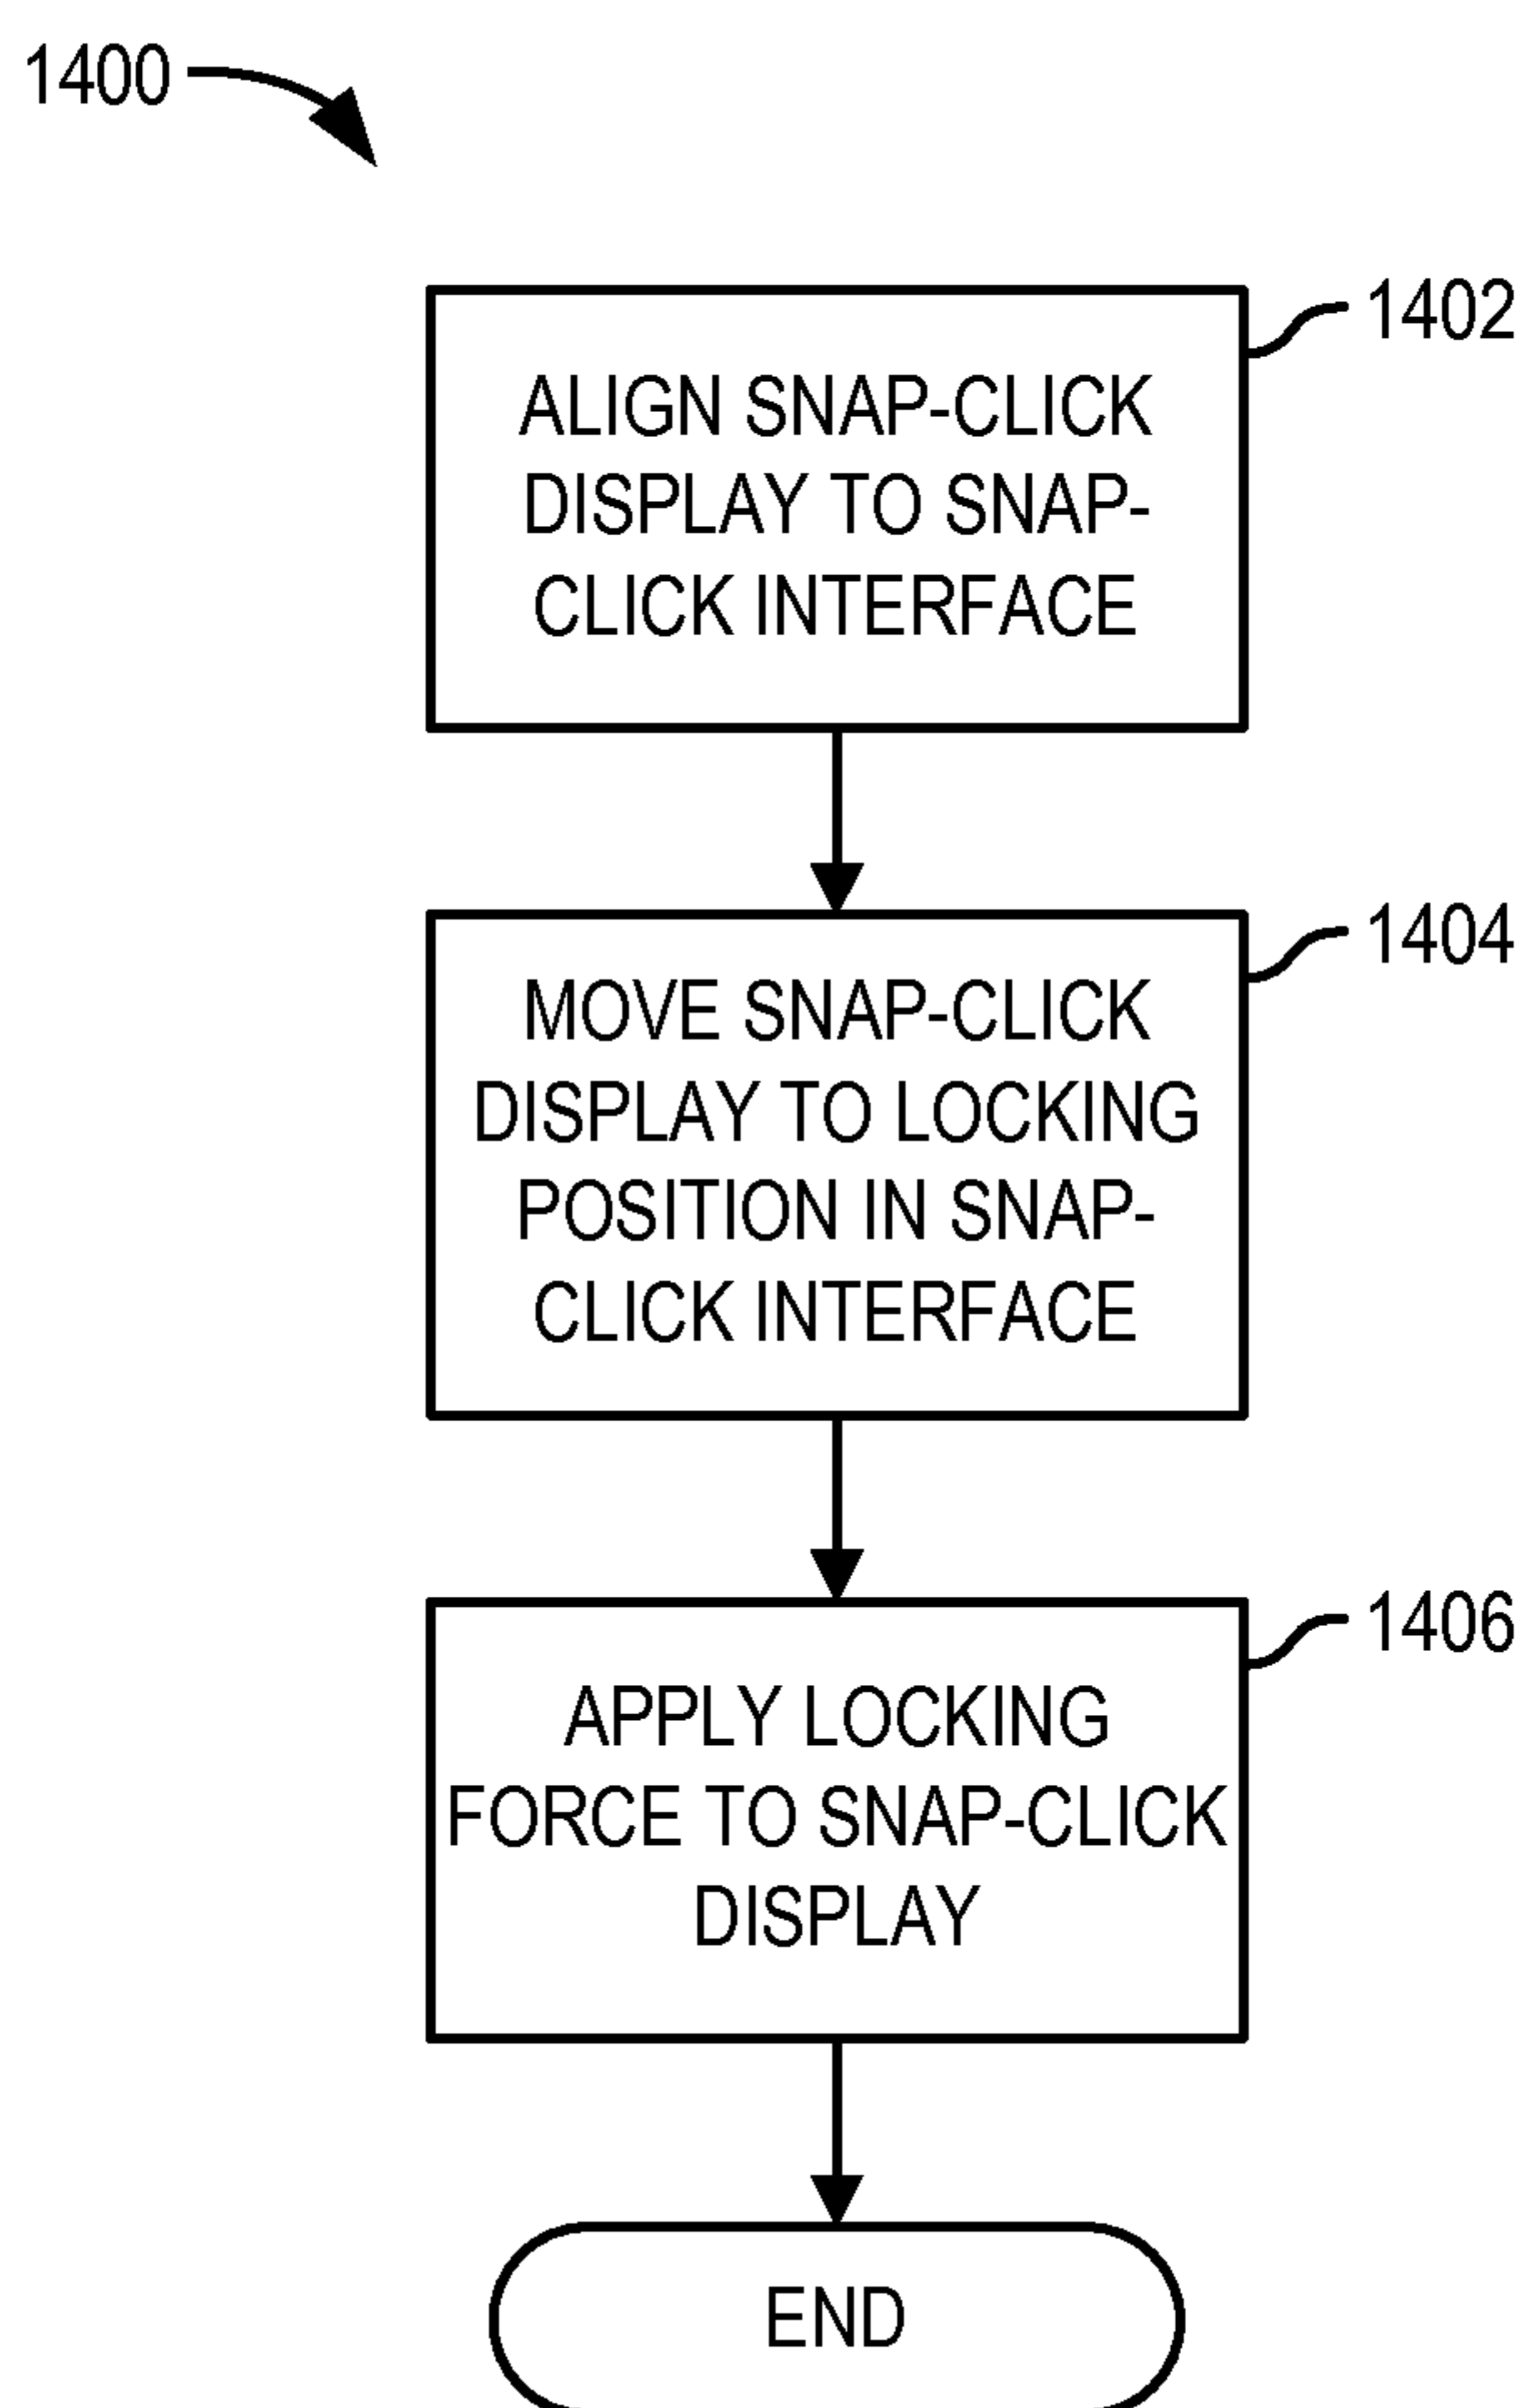 1400
1402
ALIGN SNAP-CLICK
DISPLAY TO SNAP-
CLICK INTERFACE
1404
MOVE SNAP-CLICK
DISPLAY TO LOCKING
POSITION IN SNAP-
CLICK INTERFACE
1406
APPLY LOCKING
FORCE TO SNAP-CLICK
DISPLAY
END